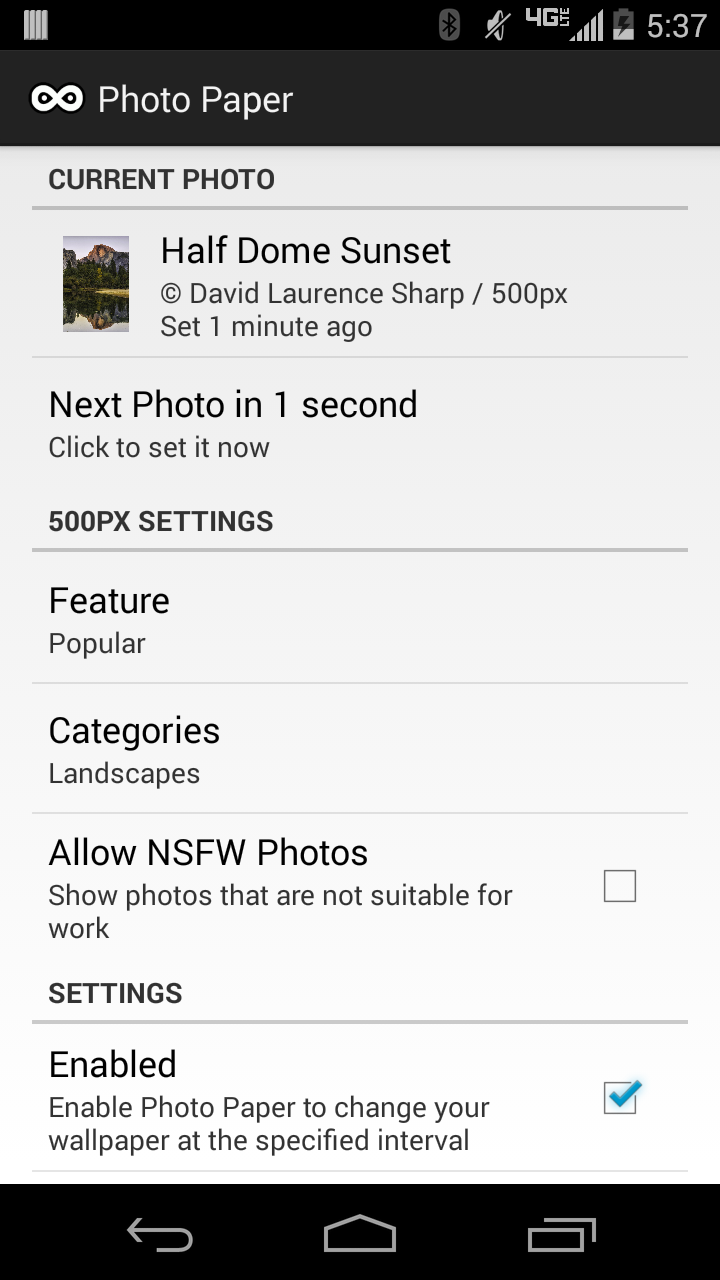 4G LTE 5:37
Photo Paper
CURRENT PHOTO
Half Dome Sunset
© David Laurence Sharp / 500px
Set 1 minute ago
Next Photo in 1 second
Click to set it now
500PX SETTINGS
Feature
Popular
Categories
Landscapes
Allow NSFW Photos
Show photos that are not suitable for
work
SETTINGS
Enabled
Enable Photo Paper to change your
wallpaper at the specified interval